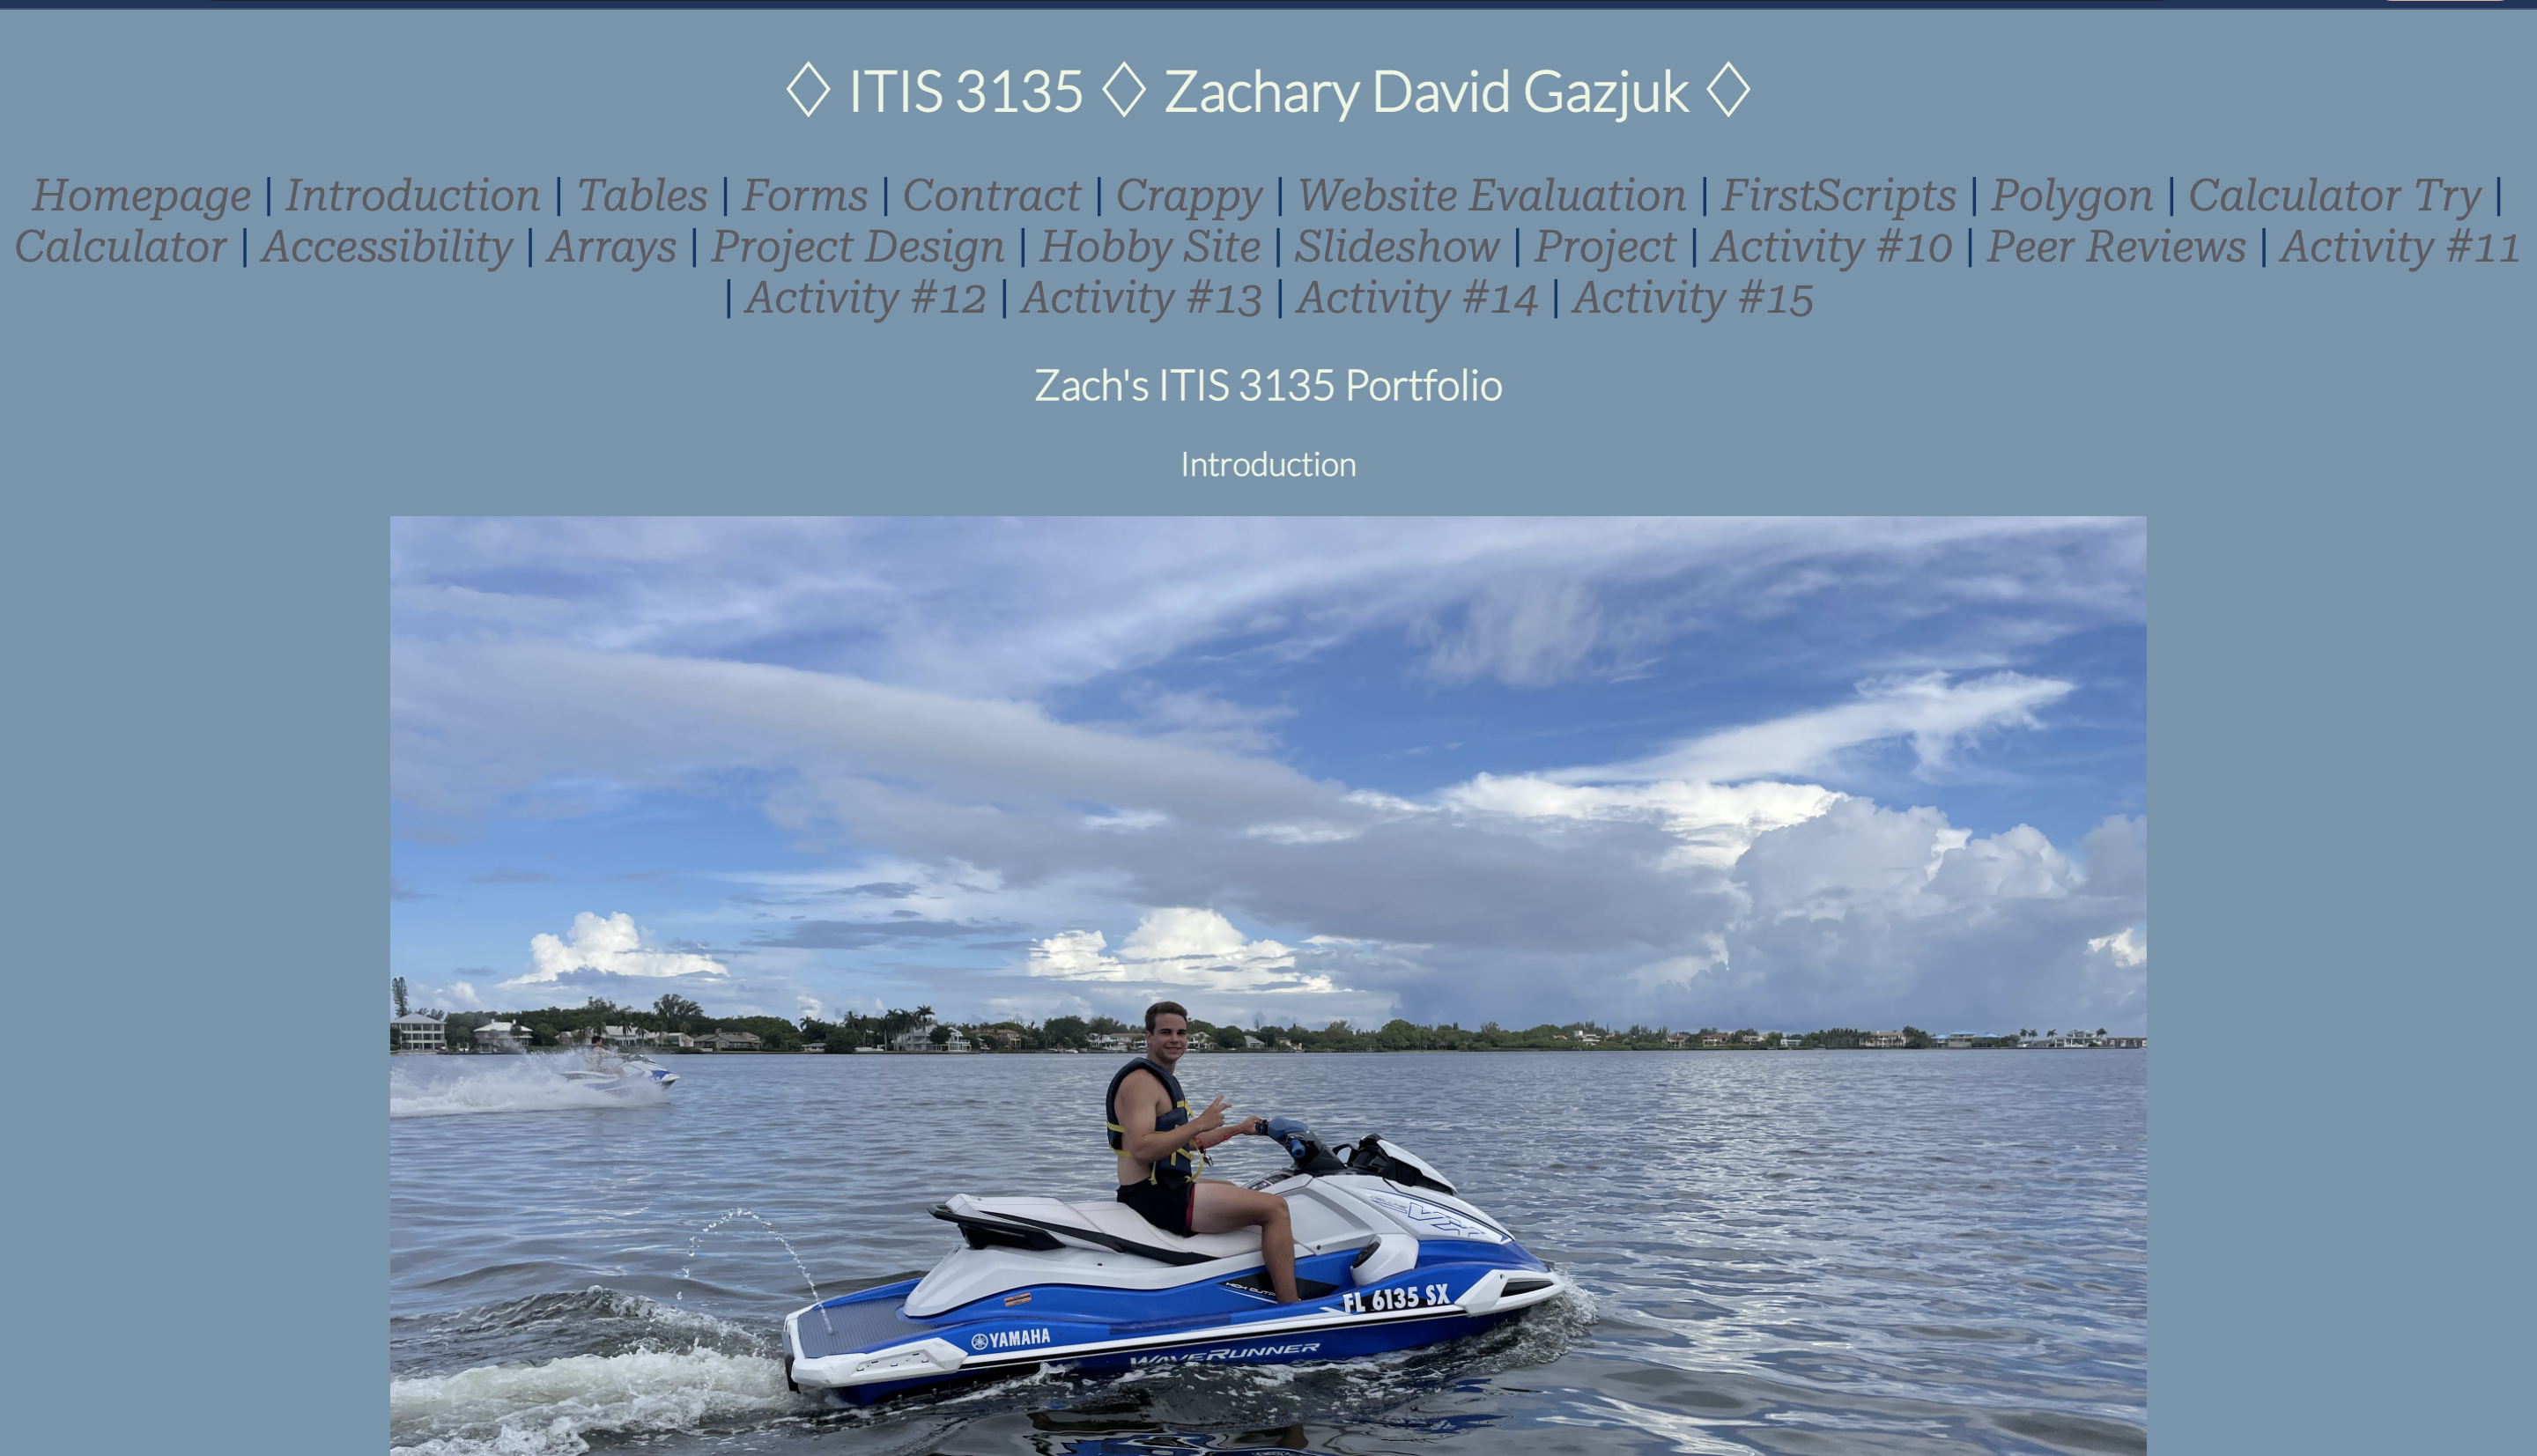 ♢ ITIS 3135 ♢ Zachary David Gazjuk ♢
Homepage | Introduction | Tables | Forms | Contract | Crappy | Website Evaluation | FirstScripts | Polygon | Calculator Try |
Calculator | Accessibility | Arrays | Project Design | Hobby Site | Slideshow | Project | Activity #10 | Peer Reviews | Activity #11
| Activity #12 | Activity #13 | Activity #14 | Activity #15
Zach's ITIS 3135 Portfolio
Introduction
VX
FL 6135 SX
YAMAHA
WAVERUNNER